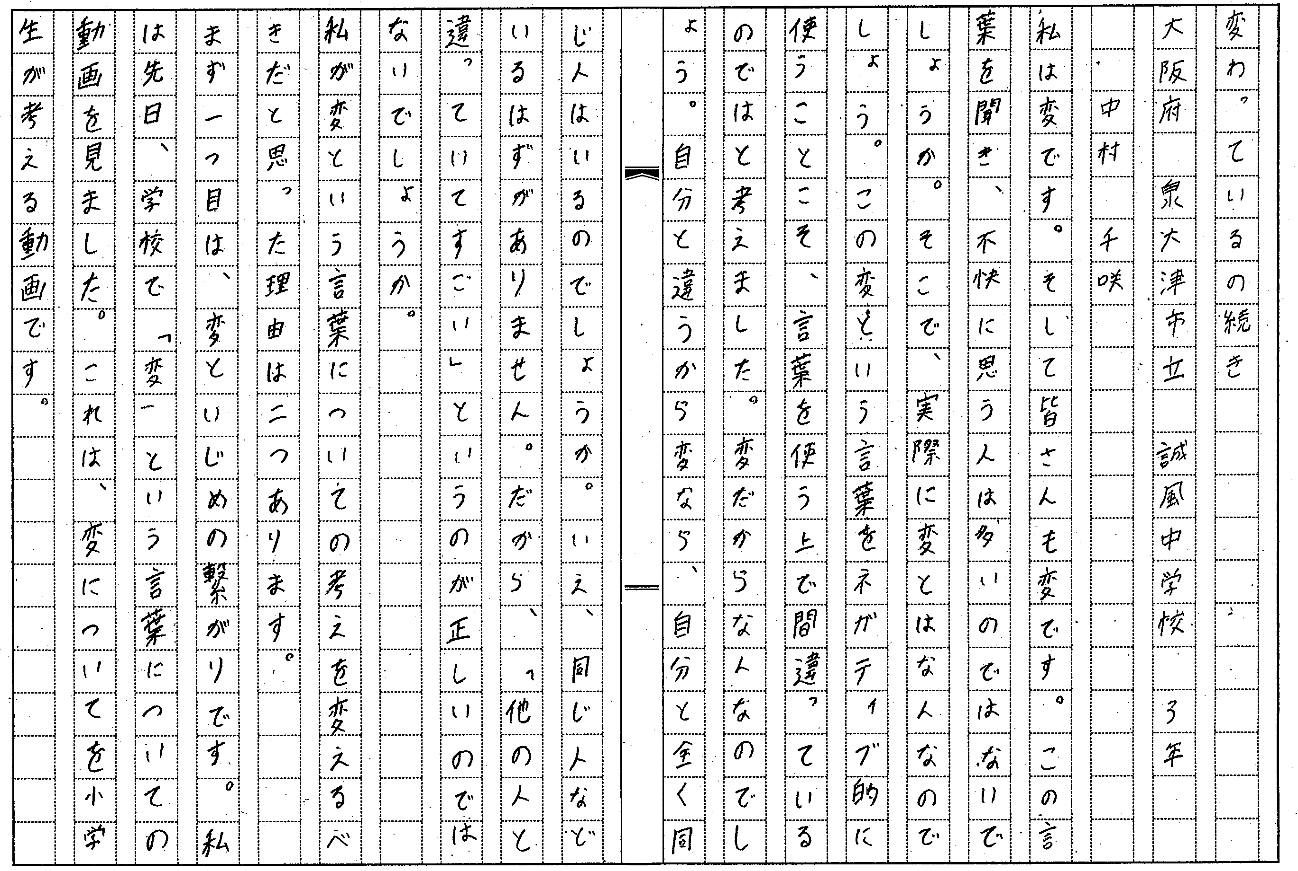 変わっているの続き
大阪府 泉大津市立 誠風中学校 3年
中村 千咲
私は変です。そして皆さんも変です。この言
葉を聞き、不快に思う人は多いのではないで
しょうか。そこで、実際に変とはなんなので
しょう。この変という言葉をネガティブ的に
使うことこそ、言葉を使う上で間違っている
のではと考えました。変だからなんなのでし
ょう。自分と違うから変なら、自分と全く同
じ人はいるのでしょうか。いえ、同じ人など
いるはずがありません。だから、「他の人と
違っていてすごい」というのが正しいのでは
ないでしょうか。
私が変という言葉についての考えを変えるべ
きだと思った理由は二つあります。
まず一つ目は、変といじめの繋がりです。私
は先日、学校で「変」という言葉についての
動画を見ました。これは、変についてを小学
生が考える動画です。